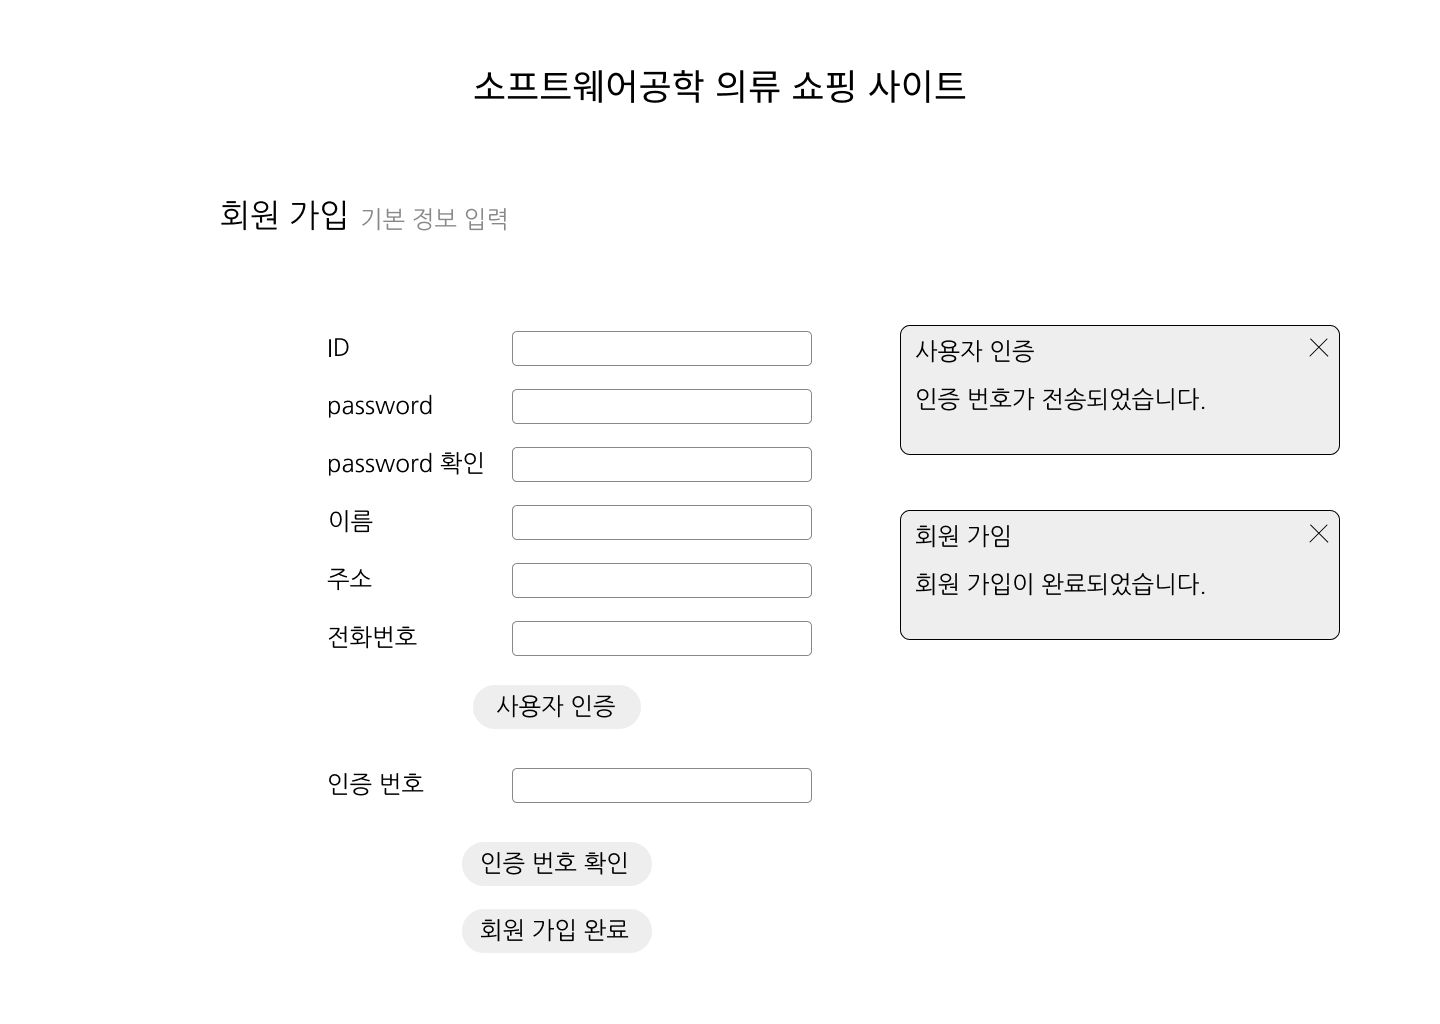 소프트웨어공학 의류 쇼핑 사이트
회원 가입 기본 정보 입력
ID
password
password 확인
이름
주소
전화번호
사용자 인증
인증 번호
인증 번호 확인
회원 가입 완료
사용자 인증
인증 번호가 전송되었습니다.
회원 가임
회원 가입이 완료되었습니다.